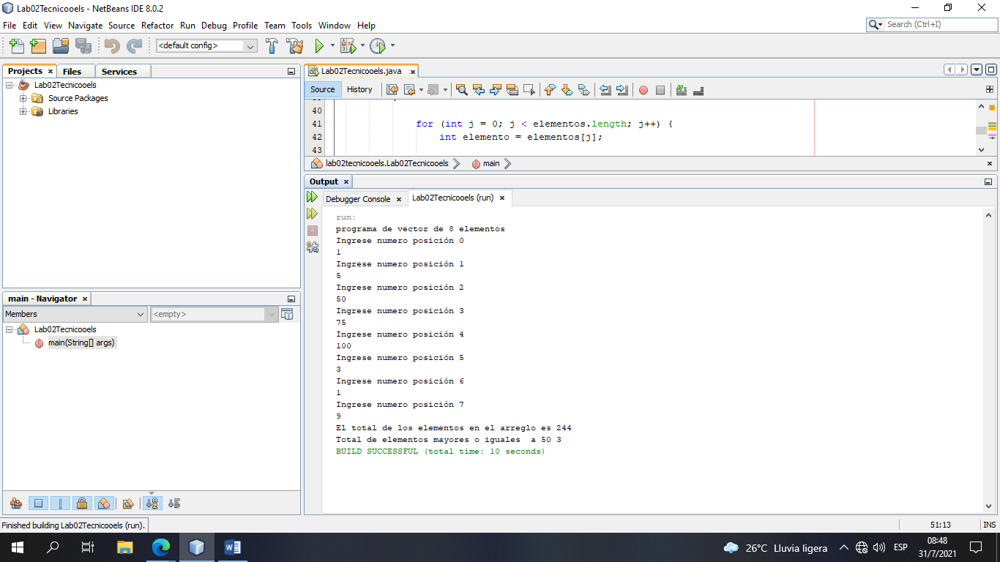 Lab02Tecnicooels - NetBeans IDE 8.0.2
File Edit View Navigate Source Refactor Run Debug Profile Team Tools Window Help
Search (Ctrl+I)
<default config>
Projects × Files Services
Lab02Tecnicooels
Source Packages
Libraries
Lab02Tecnicooels.java ×
Source History
40
41 for (int j = 0; j < elementos.length; j++) {
42 int elemento = elementos[j];
43
lab02tecnicooels.Lab02Tecnicooels main
main - Navigator ×
Members <empty>
Lab02Tecnicooels
main(String[] args)
Output ×
Debugger Console × Lab02Tecnicooels (run) ×
run:
programa de vector de 8 elementos
Ingrese numero posición 0
1
Ingrese numero posición 1
5
Ingrese numero posición 2
50
Ingrese numero posición 3
75
Ingrese numero posición 4
100
Ingrese numero posición 5
3
Ingrese numero posición 6
1
Ingrese numero posición 7
9
El total de los elementos en el arreglo es 244
Total de elementos mayores o iguales  a 50 3
BUILD SUCCESSFUL (total time: 10 seconds)
Finished building Lab02Tecnicooels (run).
51:13 INS
26°C Lluvia ligera ESP 08:48
31/7/2021